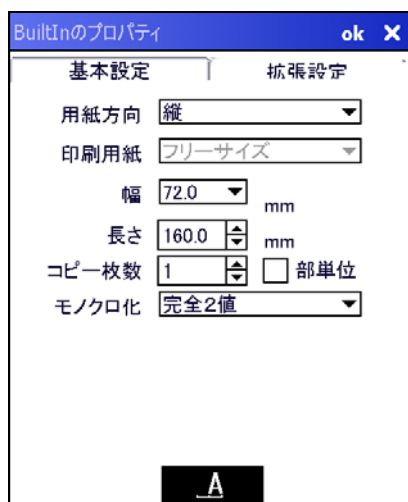 BuiltInのプロパティ ok
基本設定 拡張設定
用紙方向 縦
印刷用紙 フリーサイズ
幅 72.0 mm
長さ 160.0 mm
コピー枚数 1 部単位
モノクロ化 完全2値
A